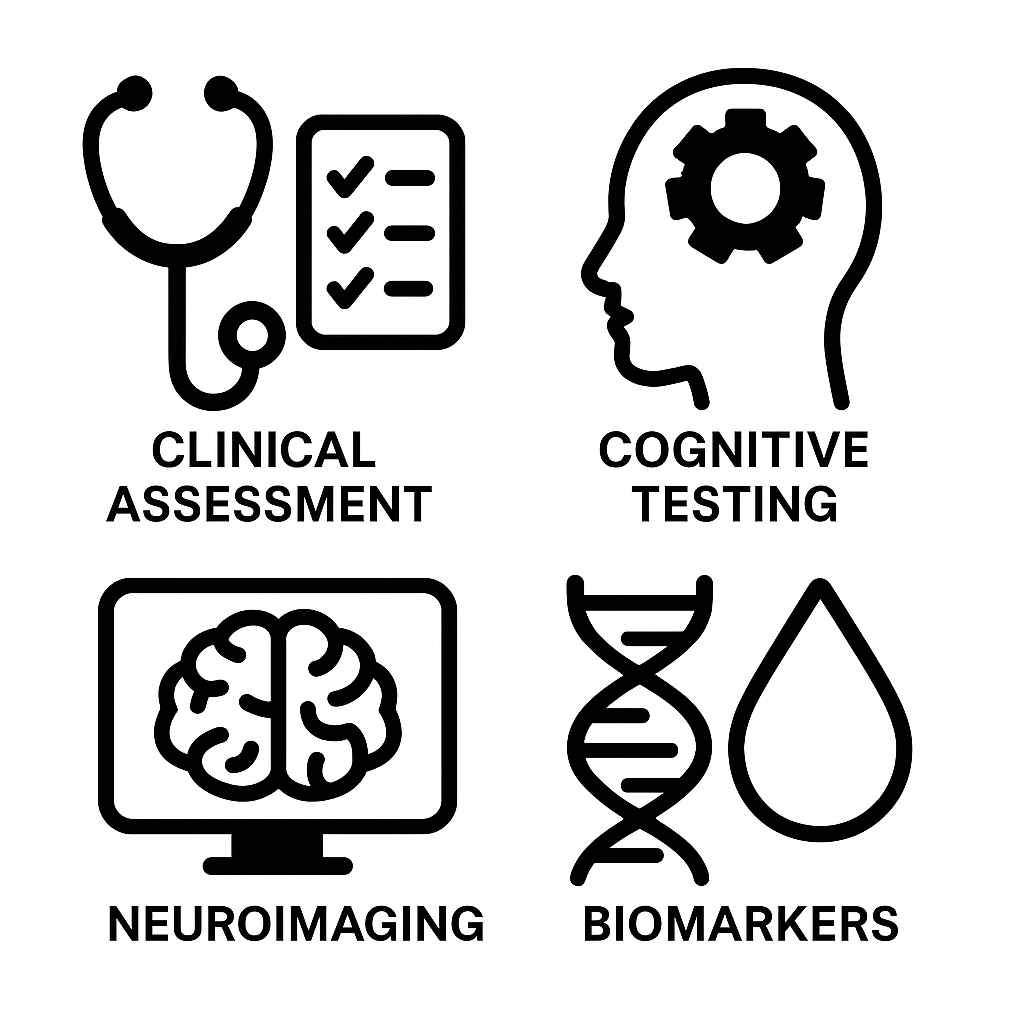 CLINICAL
ASSESSMENT
COGNITIVE
TESTING
NEUROIMAGING
BIOMARKERS